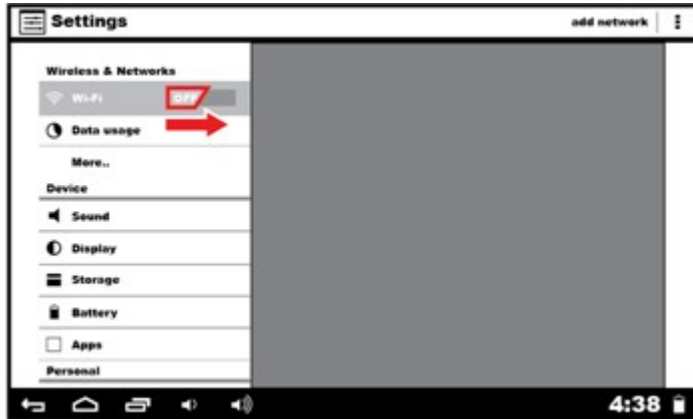 Settings
add network
Wireless & Networks
Wi-Fi
OFF
Data usage
More..
Device
Sound
Display
Storage
Battery
Apps
Personal
4:38